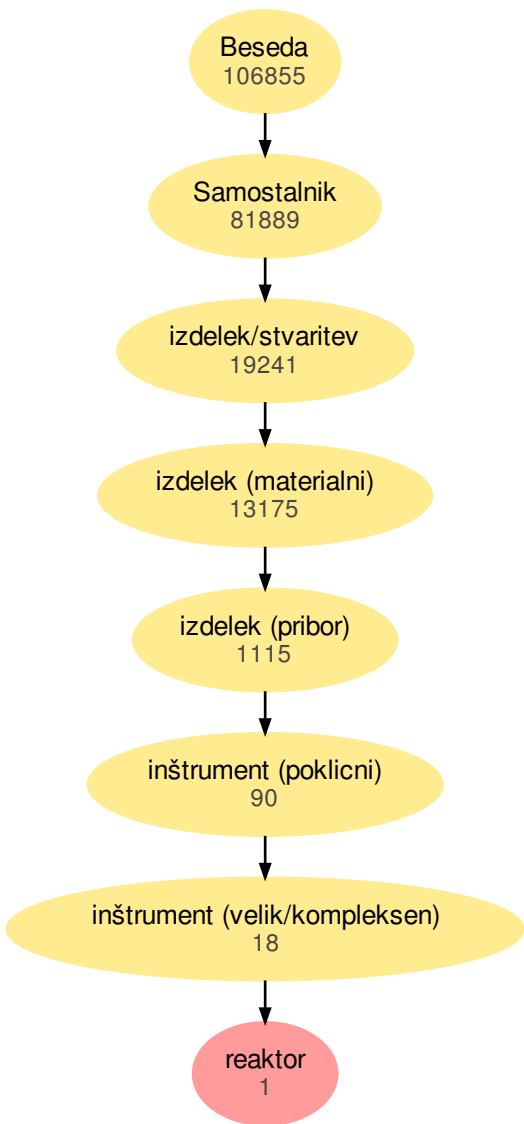 Beseda
106855
Samostalnik
81889
izdelek/stvaritev
19241
izdelek (materialni)
13175
izdelek (pribor)
1115
inštrument (poklicni)
90
inštrument (velik/kompleksen)
18
reaktor
1